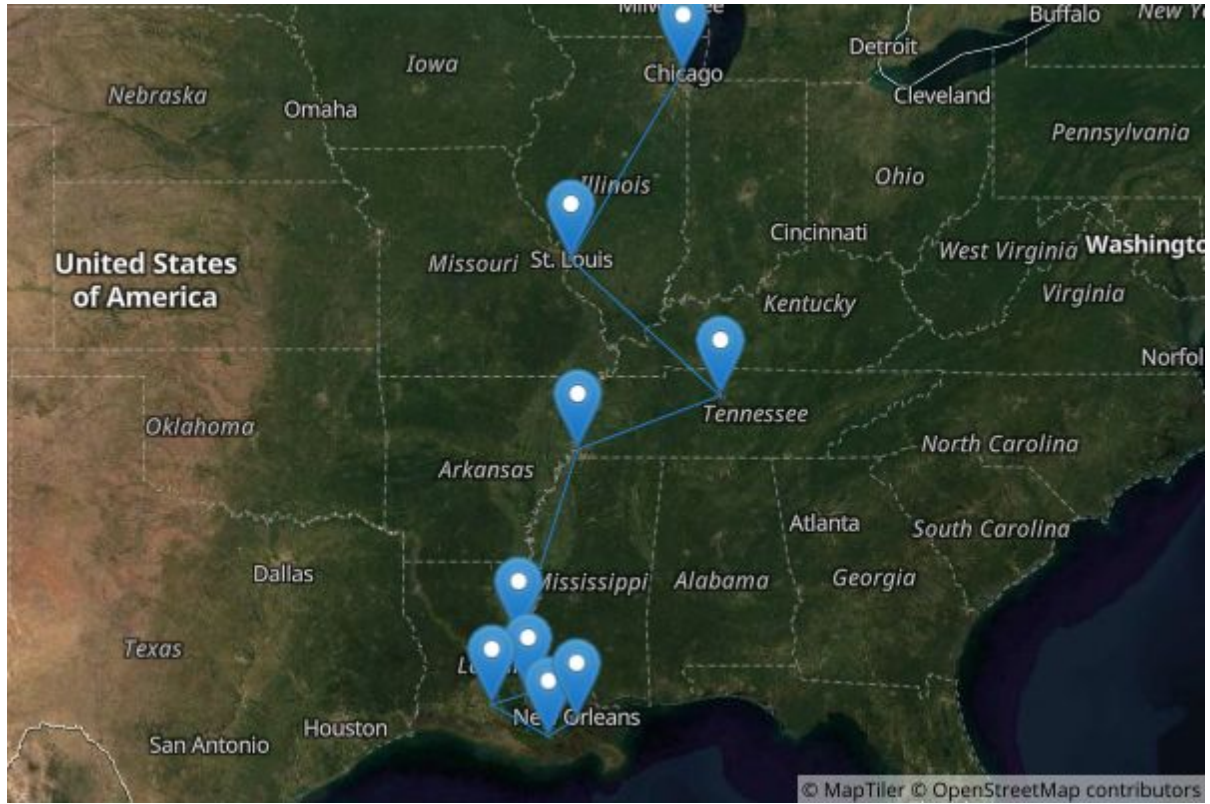 Milwaukee
Buffalo
New Yo
Detroit
Iowa
Chicago
Nebraska
Omaha
Cleveland
Pennsylvania
Illinois
Ohio
Cincinnati
West Virginia
Washingto
United States
of America
Missouri
St. Louis
Virginia
Kentucky
Norfol
Tennessee
Oklahoma
North Carolina
Arkansas
Atlanta
South Carolina
Dallas
Mississippi
Alabama
Georgia
Texas
New Orleans
Houston
San Antonio
© MapTiler © OpenStreetMap contributors